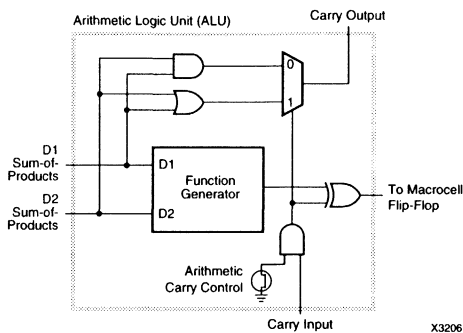 Arithmetic Logic Unit (ALU)
Carry Output
0
1
D1
Sum-of-
Products
D2
Sum-of-
Products
D1
Function
Generator
D2
To Macrocell
Flip-Flop
Arithmetic
Carry Control
Carry Input
X3206